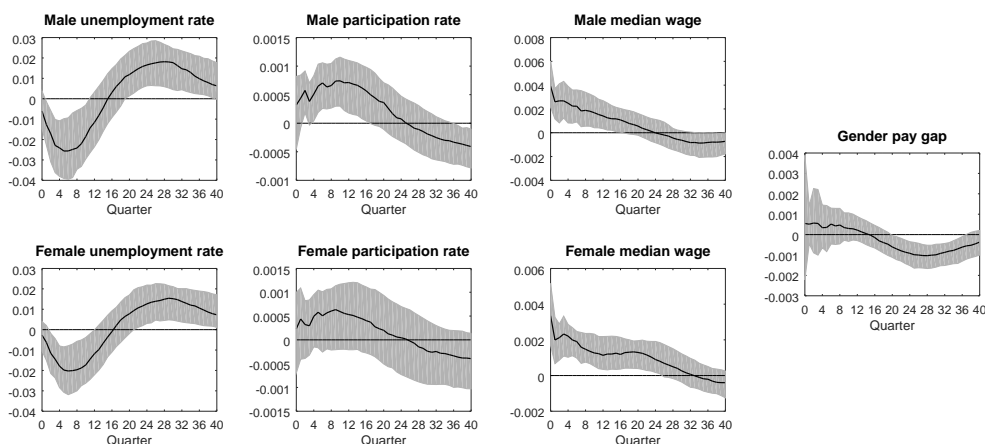 Male unemployment rate
0.03
0.02
0.01
0
-0.01
-0.02
-0.03
-0.04
0 4 8 12 16 20 24 28 32 36 40
Quarter
Male participation rate
0.0015
0.001
0.0005
0
-0.0005
-0.001
0 4 8 12 16 20 24 28 32 36 40
Quarter
Male median wage
0.008
0.006
0.004
0.002
0
-0.002
-0.004
0 4 8 12 16 20 24 28 32 36 40
Quarter
Gender pay gap
0.004
0.003
0.002
0.001
0
-0.001
-0.002
-0.003
0 4 8 12 16 20 24 28 32 36 40
Quarter
Female unemployment rate
0.03
0.02
0.01
0
-0.01
-0.02
-0.03
-0.04
0 4 8 12 16 20 24 28 32 36 40
Quarter
Female participation rate
0.0015
0.001
0.0005
0
-0.0005
-0.001
-0.0015
0 4 8 12 16 20 24 28 32 36 40
Quarter
Female median wage
0.006
0.004
0.002
0
-0.002
0 4 8 12 16 20 24 28 32 36 40
Quarter